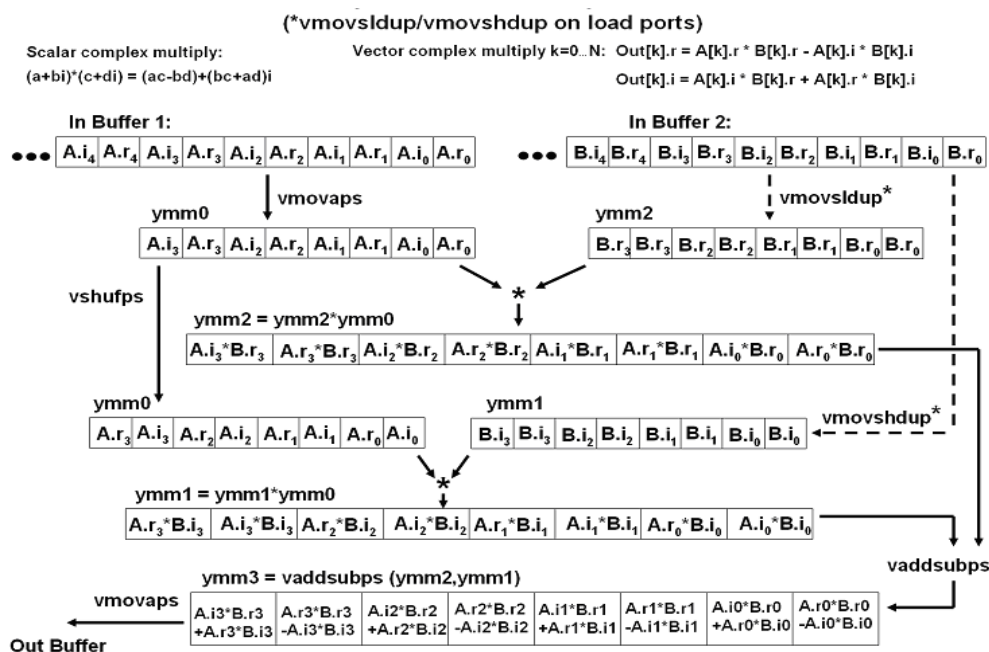 (*vmovsldup/vmovshdup on load ports)
Scalar complex multiply:
(a+bi)*(c+di) = (ac-bd)+(bc+ad)i
Vector complex multiply k=0…N: Out[k].r = A[k].r * B[k].r - A[k].i * B[k].i
Out[k].i = A[k].i * B[k].r + A[k].r * B[k].i
In Buffer 1:
In Buffer 2:
●●● A.i₄ A.r₄ A.i₃ A.r₃ A.i₂ A.r₂ A.i₁ A.r₁ A.i₀ A.r₀
●●● B.i₄ B.r₄ B.i₃ B.r₃ B.i₂ B.r₂ B.i₁ B.r₁ B.i₀ B.r₀
vmovaps
vmovsldup*
ymm0
ymm2
A.i₃ A.r₃ A.i₂ A.r₂ A.i₁ A.r₁ A.i₀ A.r₀
B.r₃ B.r₃ B.r₂ B.r₂ B.r₁ B.r₁ B.r₀ B.r₀
vshufps
*
ymm2 = ymm2*ymm0
A.i₃*B.r₃ A.r₃*B.r₃ A.i₂*B.r₂ A.r₂*B.r₂ A.i₁*B.r₁ A.r₁*B.r₁ A.i₀*B.r₀ A.r₀*B.r₀
ymm0
ymm1
A.r₃ A.i₃ A.r₂ A.i₂ A.r₁ A.i₁ A.r₀ A.i₀
B.i₃ B.i₃ B.i₂ B.i₂ B.i₁ B.i₁ B.i₀ B.i₀
vmovshdup*
*
ymm1 = ymm1*ymm0
A.r₃*B.i₃ A.i₃*B.i₃ A.r₂*B.i₂ A.i₂*B.i₂ A.r₁*B.i₁ A.i₁*B.i₁ A.r₀*B.i₀ A.i₀*B.i₀
vaddsubps
ymm3 = vaddsubps (ymm2,ymm1)
vmovaps
A.i3*B.r3 A.r3*B.r3 A.i2*B.r2 A.r2*B.r2 A.i1*B.r1 A.r1*B.r1 A.i0*B.r0 A.r0*B.r0
+A.r3*B.i3 -A.i3*B.i3 +A.r2*B.i2 -A.i2*B.i2 +A.r1*B.i1 -A.i1*B.i1 +A.r0*B.i0 -A.i0*B.i0
Out Buffer